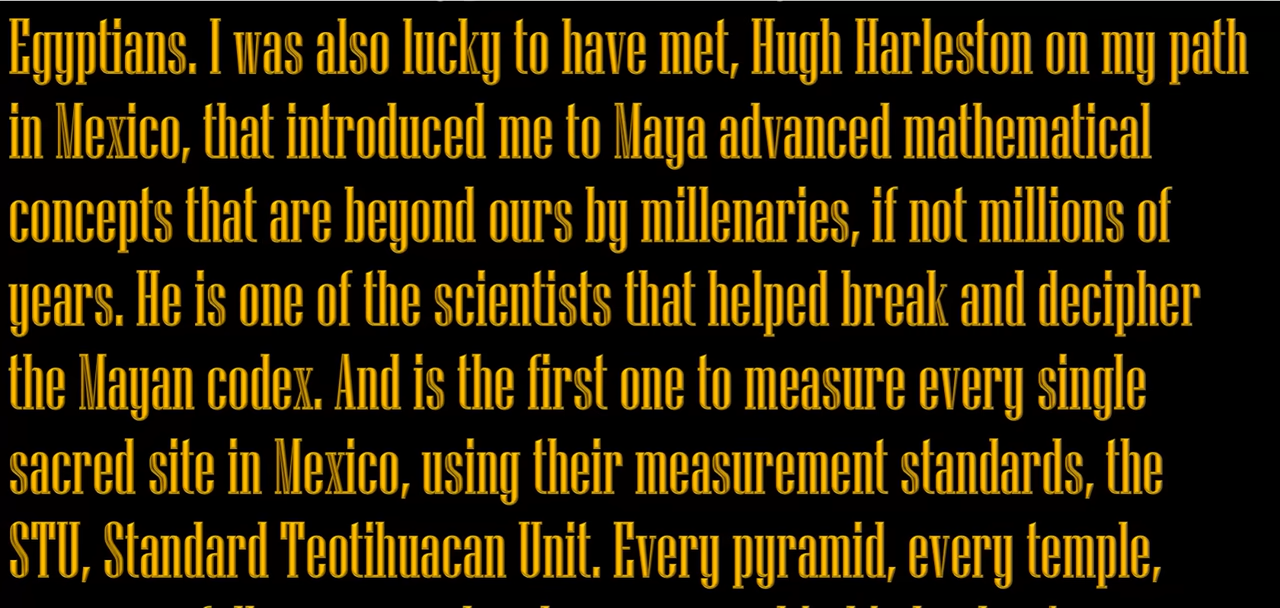 Egyptians. I was also lucky to have met, Hugh Harleston on my path
in Mexico, that introduced me to Maya advanced mathematical
concepts that are beyond ours by millenaries, if not millions of
years. He is one of the scientists that helped break and decipher
the Mayan codex. And is the first one to measure every single
sacred site in Mexico, using their measurement standards, the
STU, Standard Teotihuacan Unit. Every pyramid, every temple,